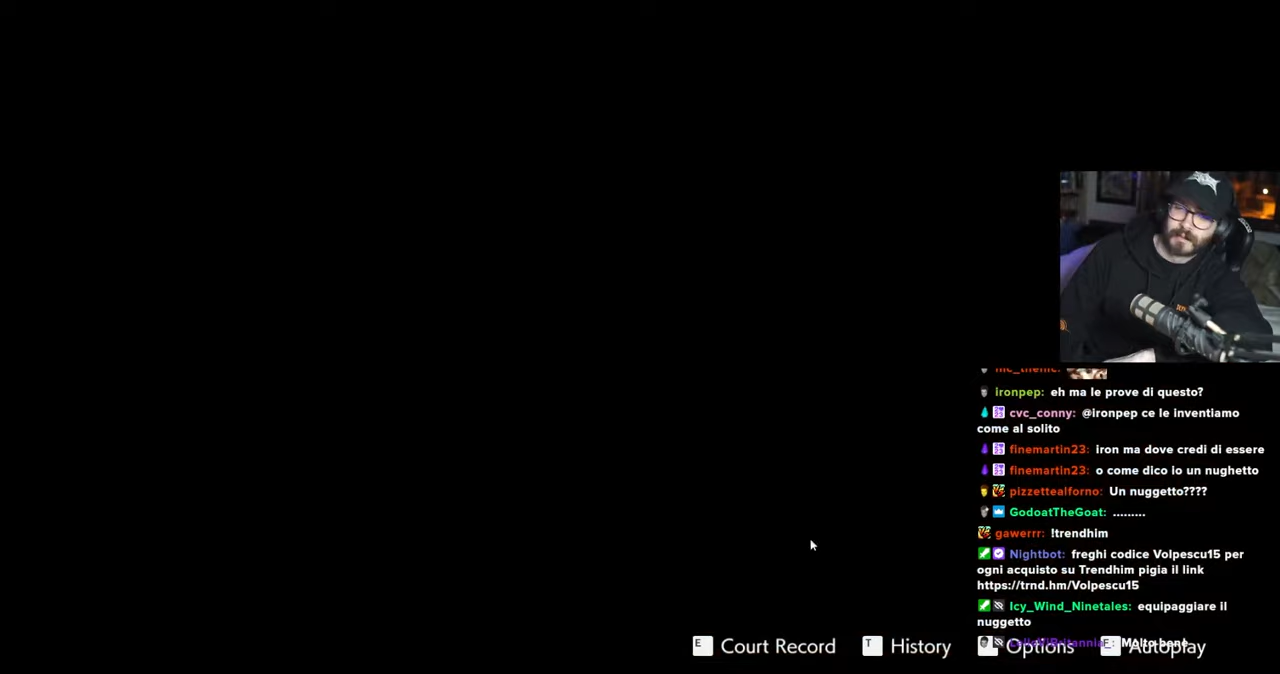 nic_thenic:
ironpep: eh ma le prove di questo?
cvc_conny: @ironpep ce le inventiamo
come al solito
finemartin23: iron ma dove credi di essere
finemartin23: o come dico io un nughetto
pizzettealforno: Un nuggetto????
GodoatTheGoat: .........
gawerrr: !trendhim
Nightbot: freghi codice Volpescu15 per
ogni acquisto su Trendhim pigia il link
https://trnd.hm/Volpescu15
Icy_Wind_Ninetales: equipaggiare il
nuggetto
Molto bene
E Court Record T History Options F Autoplay